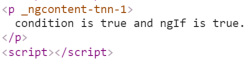 <p _ngcontent-tnn-1>
condition is true and ngIf is true.
</p>
<script></script>